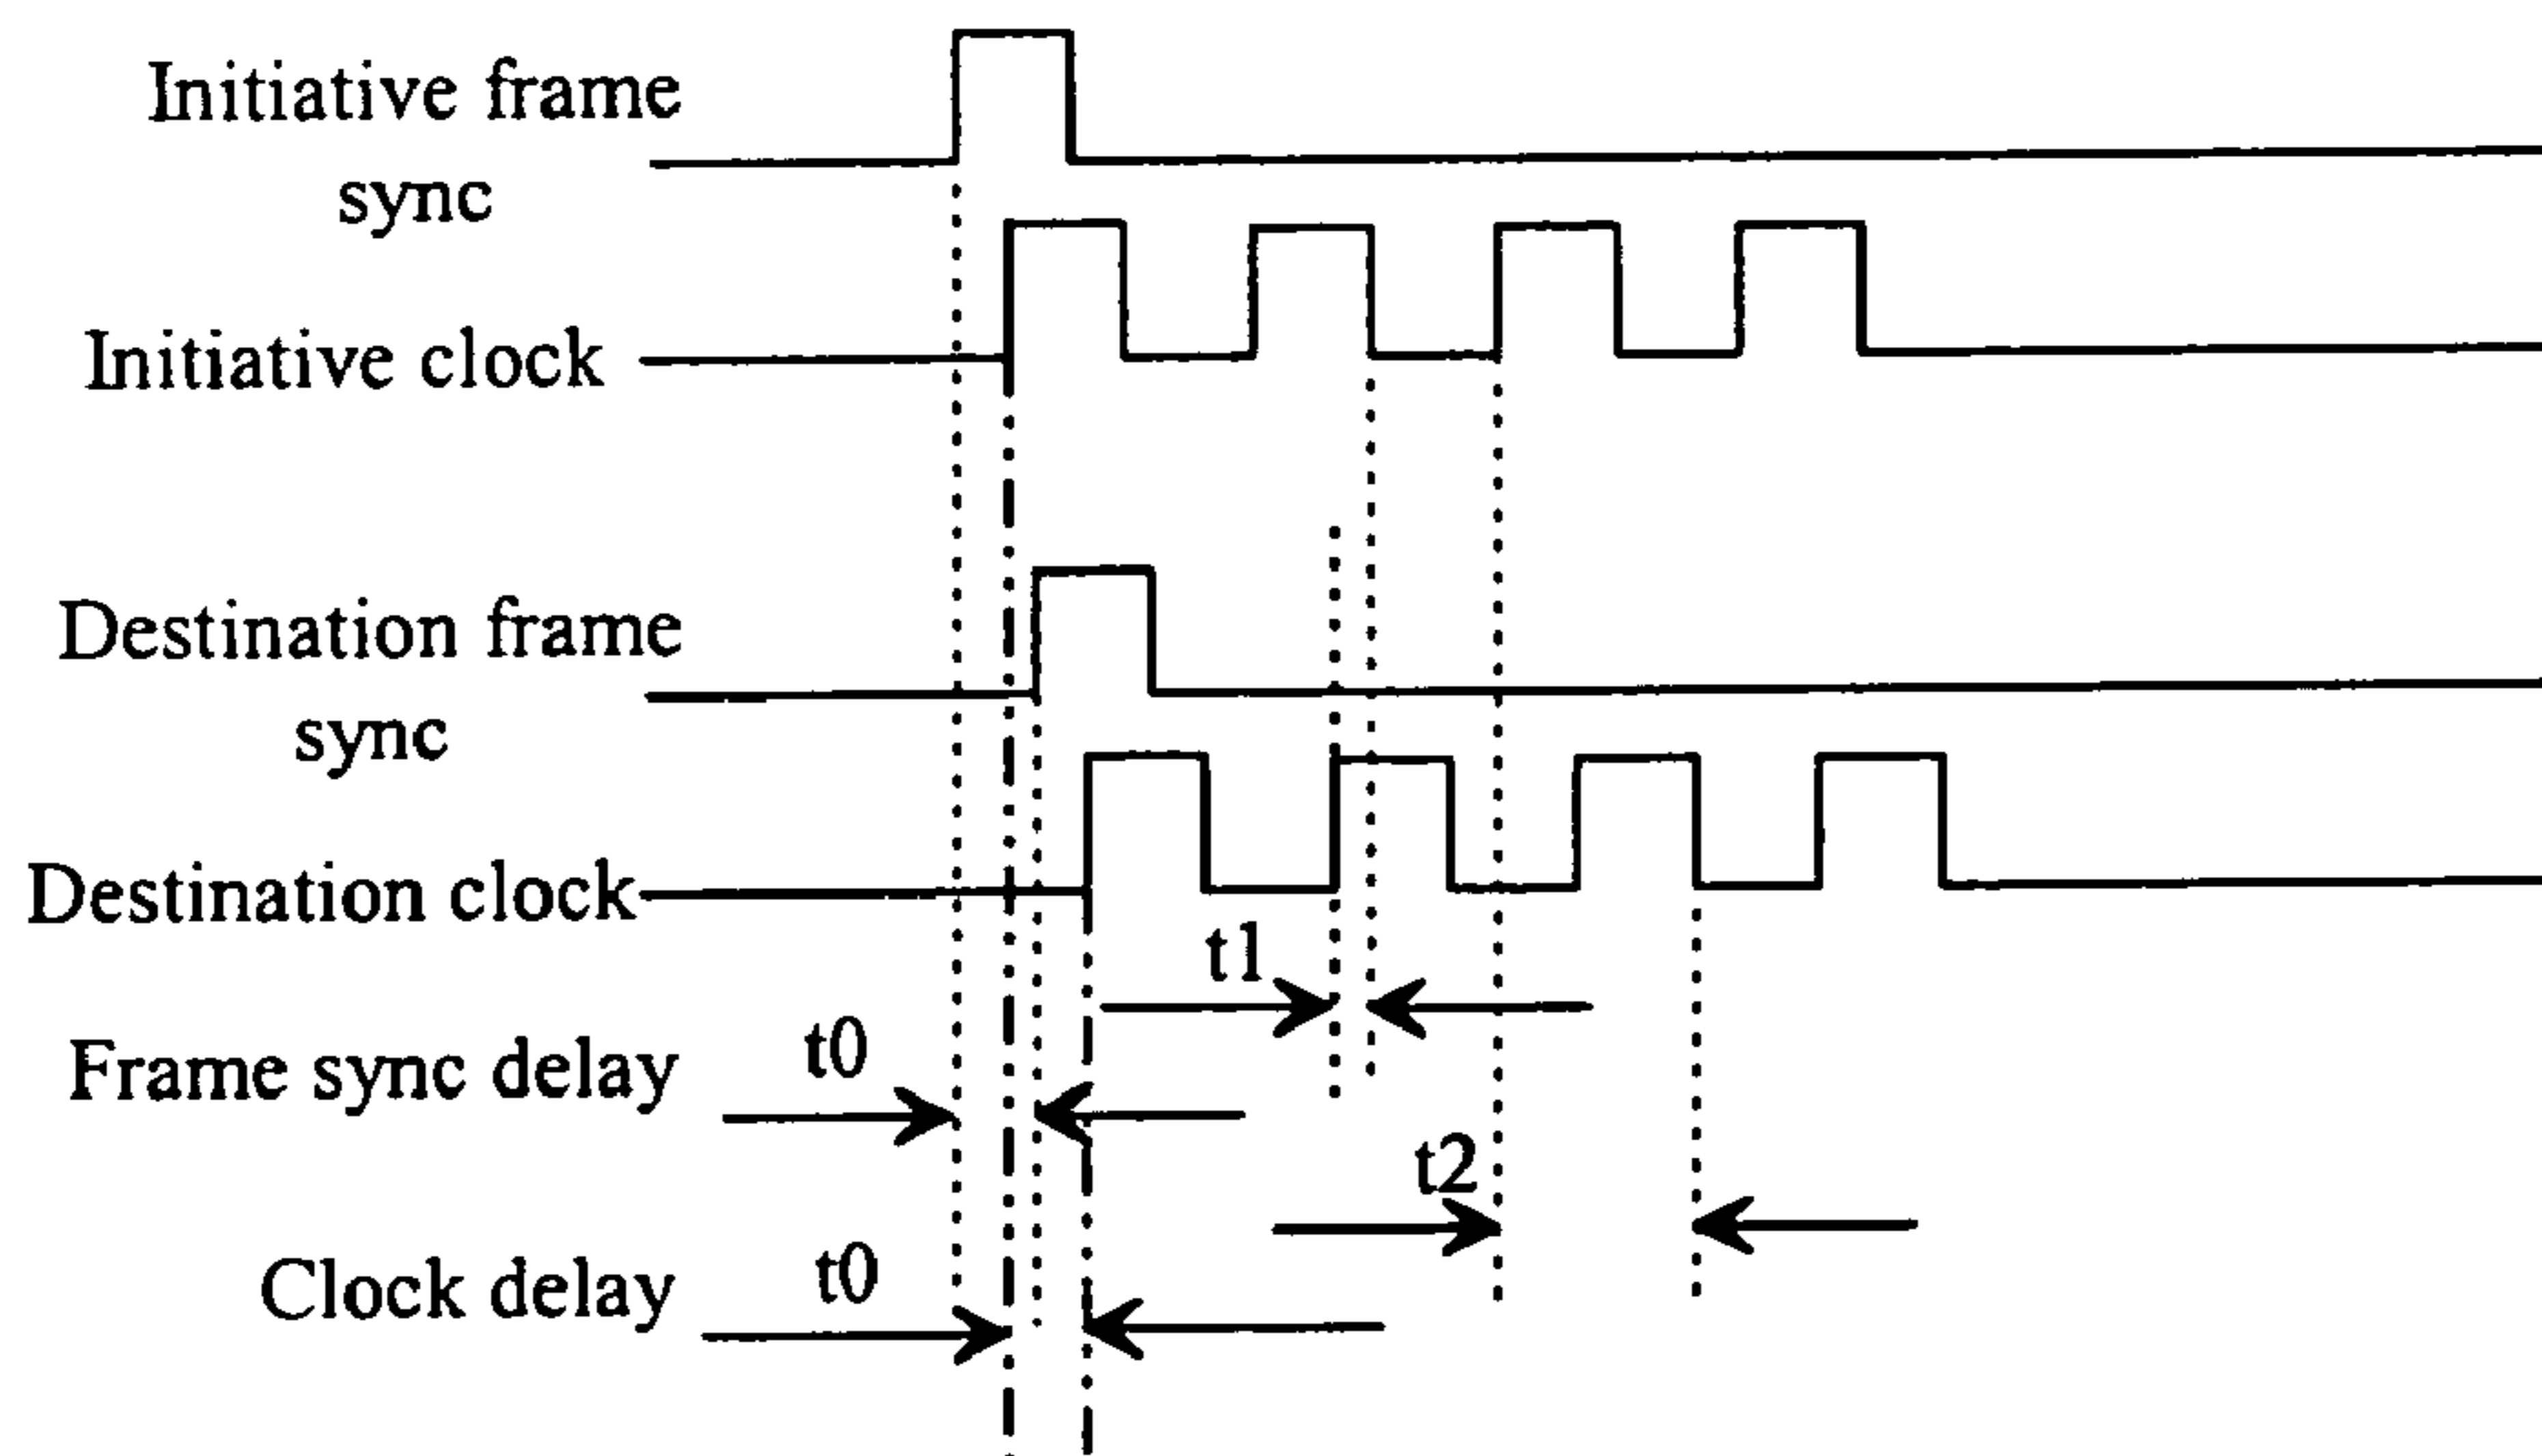 Initiative frame
sync
Initiative clock
Destination frame
sync
Destination clock
t1
Frame sync delay
t0
t2
Clock delay
t0